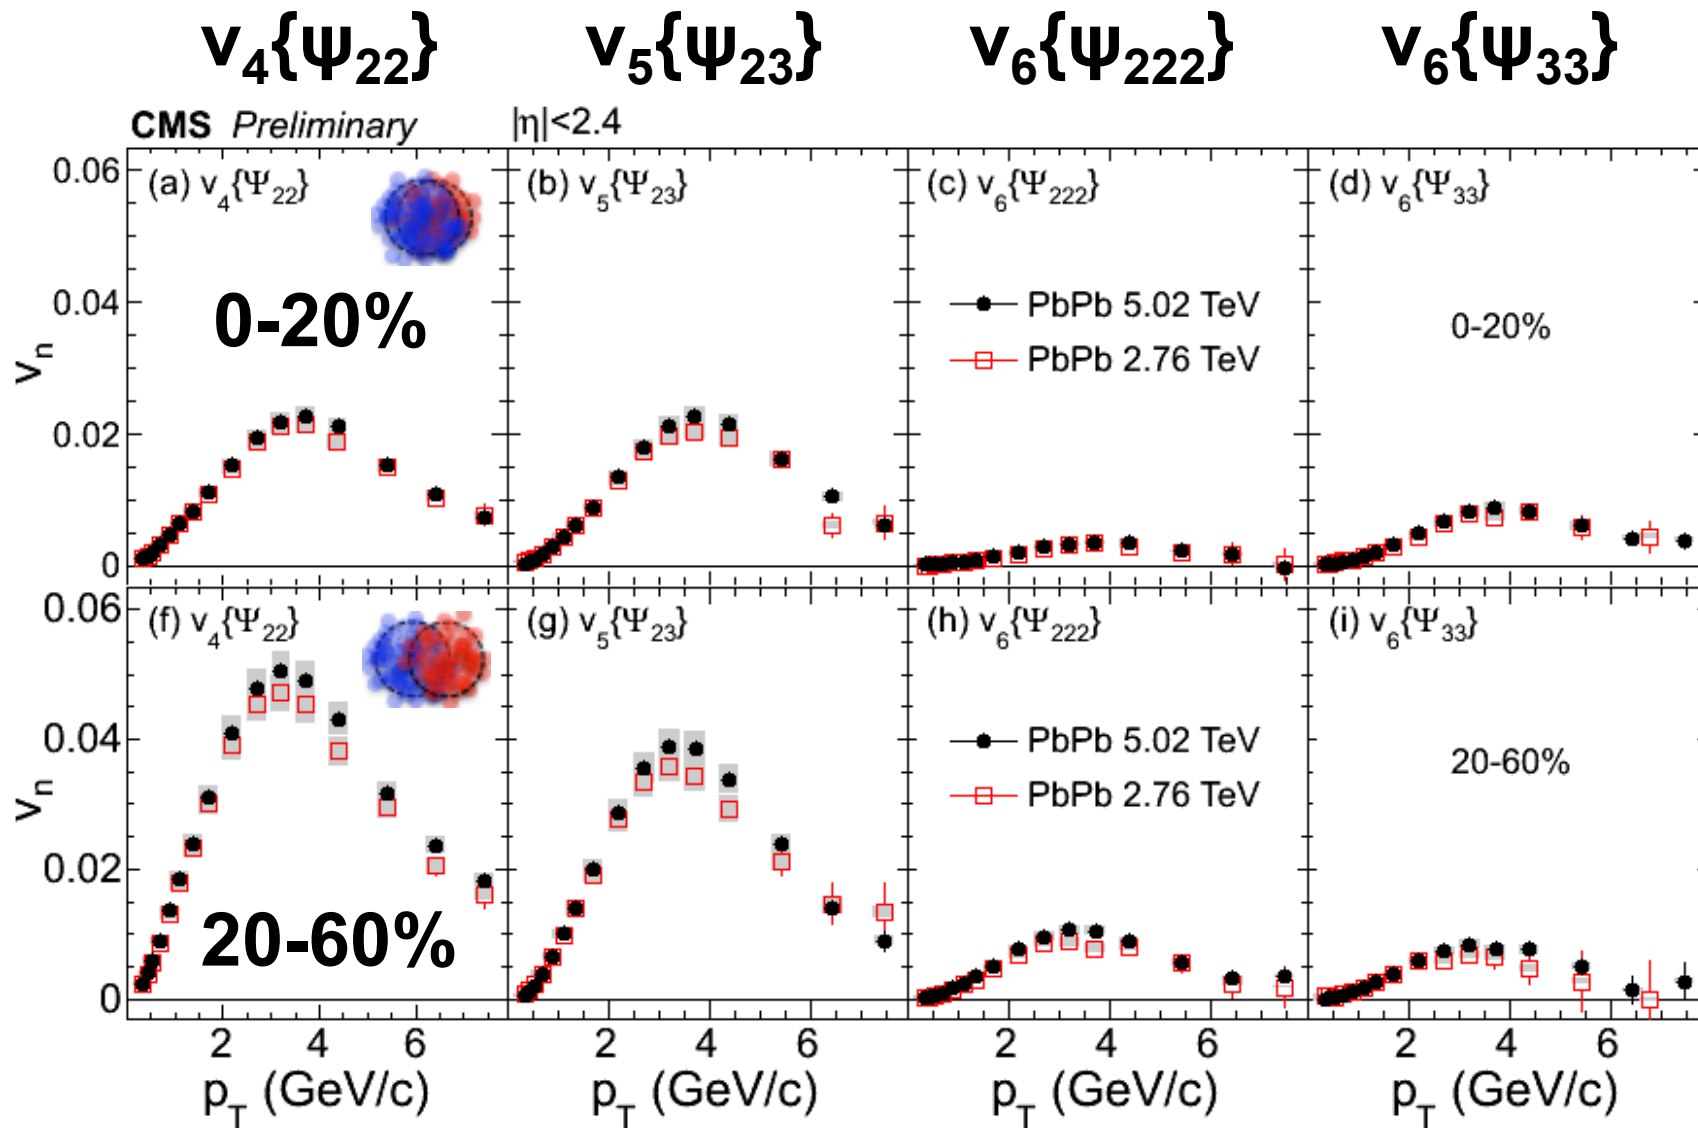 v₄{ψ₂₂} v₅{ψ₂₃} v₆{ψ₂₂₂} v₆{ψ₃₃}
CMS Preliminary |η|<2.4
(a) v₄{Ψ₂₂} (b) v₅{Ψ₂₃} (c) v₆{Ψ₂₂₂} (d) v₆{Ψ₃₃}
0.06
0.04
0.02
0
vₙ
0-20%
PbPb 5.02 TeV
PbPb 2.76 TeV
0-20%
(f) v₄{Ψ₂₂} (g) v₅{Ψ₂₃} (h) v₆{Ψ₂₂₂} (i) v₆{Ψ₃₃}
0.06
0.04
0.02
0
vₙ
20-60%
PbPb 5.02 TeV
PbPb 2.76 TeV
20-60%
2 4 6 2 4 6 2 4 6 2 4 6
p_T (GeV/c) p_T (GeV/c) p_T (GeV/c) p_T (GeV/c)